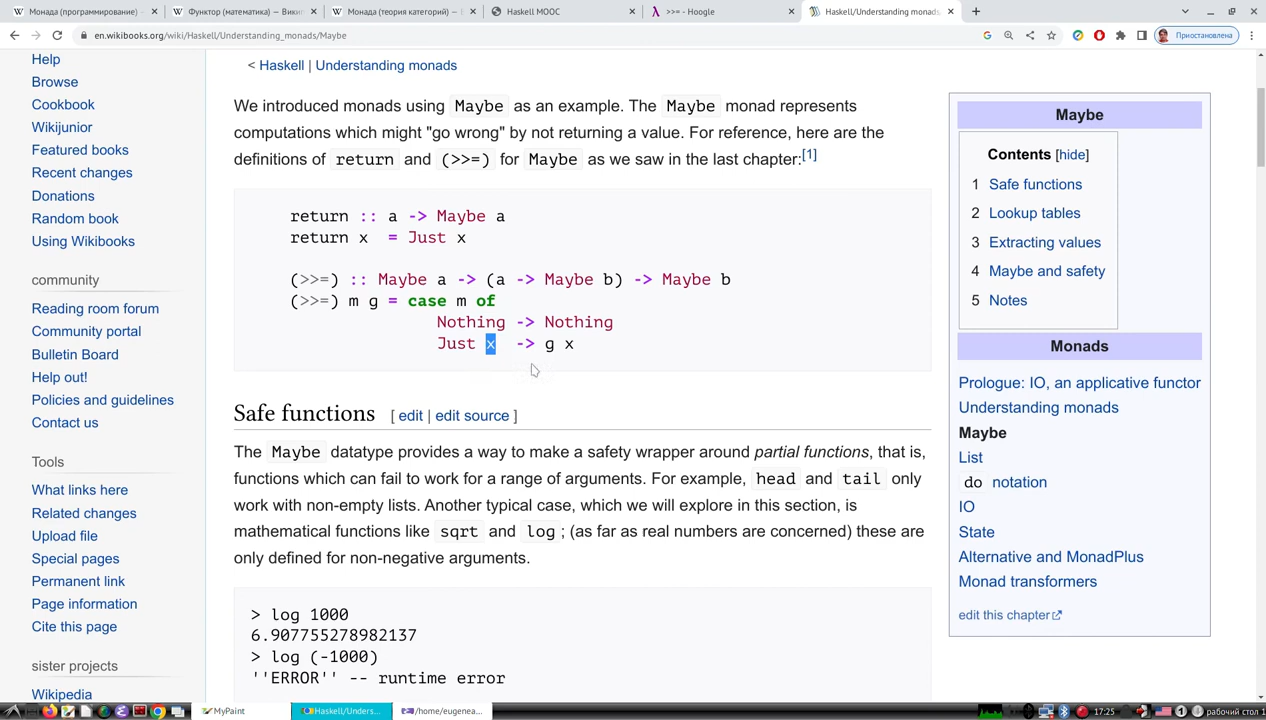 Монада (программирование) —
Функтор (математика) — Вики
Монада (теория категорий) — В
Haskell MOOC
>>= - Hoogle
Haskell/Understanding monads
en.wikibooks.org/wiki/Haskell/Understanding_monads/Maybe
Приостановлена
Help
Browse
Cookbook
Wikijunior
Featured books
Recent changes
Donations
Random book
Using Wikibooks
community
Reading room forum
Community portal
Bulletin Board
Help out!
Policies and guidelines
Contact us
Tools
What links here
Related changes
Upload file
Special pages
Permanent link
Page information
Cite this page
sister projects
Wikipedia
< Haskell | Understanding monads
We introduced monads using Maybe as an example. The Maybe monad represents
computations which might "go wrong" by not returning a value. For reference, here are the
definitions of return and (>>=) for Maybe as we saw in the last chapter:[1]
return :: a -> Maybe a
return x  = Just x
(>>=) :: Maybe a -> (a -> Maybe b) -> Maybe b
(>>=) m g = case m of
Nothing -> Nothing
Just x  -> g x
Safe functions [ edit | edit source ]
The Maybe datatype provides a way to make a safety wrapper around partial functions, that is,
functions which can fail to work for a range of arguments. For example, head and tail only
work with non-empty lists. Another typical case, which we will explore in this section, is
mathematical functions like sqrt and log ; (as far as real numbers are concerned) these are
only defined for non-negative arguments.
> log 1000
6.907755278982137
> log (-1000)
''ERROR'' -- runtime error
Maybe
Contents [hide]
1 Safe functions
2 Lookup tables
3 Extracting values
4 Maybe and safety
5 Notes
Monads
Prologue: IO, an applicative functor
Understanding monads
Maybe
List
do notation
IO
State
Alternative and MonadPlus
Monad transformers
edit this chapter
MyPaint
Haskell/Unders...
/home/eugenea...
17:25
рабочий стол 1